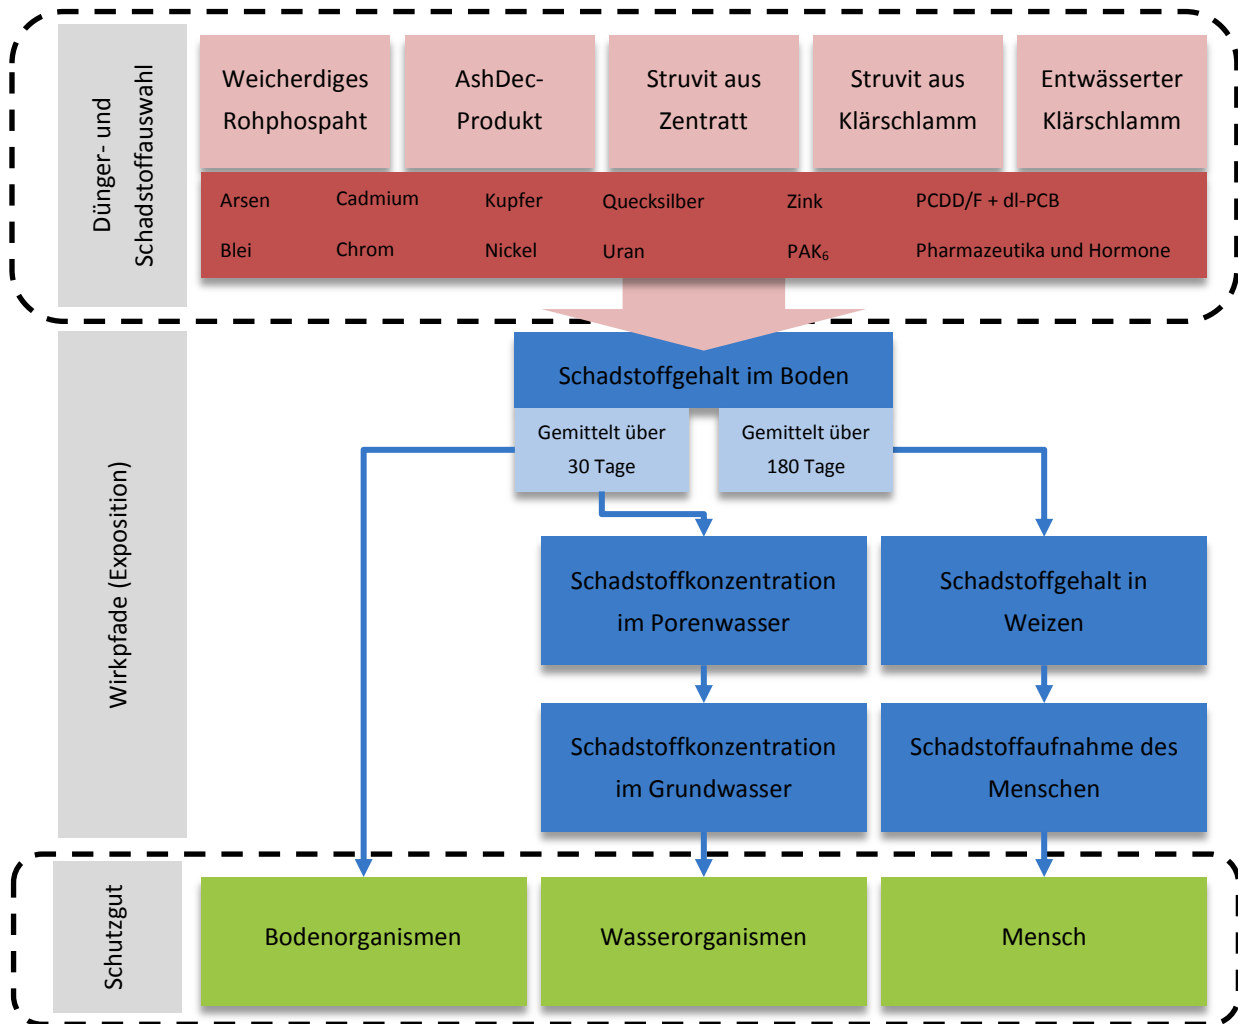 Dünger- und
Schadstoffauswahl
Weicherdiges
Rohphospaht
AshDec-
Produkt
Struvit aus
Zentratt
Struvit aus
Klärschlamm
Entwässerter
Klärschlamm
Arsen Cadmium Kupfer Quecksilber Zink PCDD/F + dl-PCB
Blei Chrom Nickel Uran PAK₆ Pharmazeutika und Hormone
Wirkpfade (Exposition)
Schadstoffgehalt im Boden
Gemittelt über
30 Tage
Gemittelt über
180 Tage
Schadstoffkonzentration
im Porenwasser
Schadstoffgehalt in
Weizen
Schadstoffkonzentration
im Grundwasser
Schadstoffaufnahme des
Menschen
Schutzgut
Bodenorganismen
Wasserorganismen
Mensch